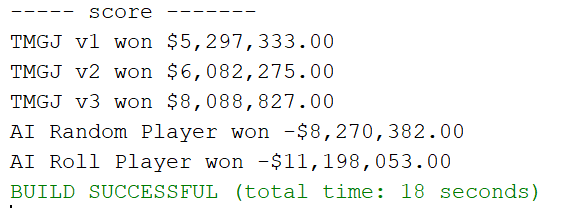 ----- score -------
TMGJ v1 won $5,297,333.00
TMGJ v2 won $6,082,275.00
TMGJ v3 won $8,088,827.00
AI Random Player won -$8,270,382.00
AI Roll Player won -$11,198,053.00
BUILD SUCCESSFUL (total time: 18 seconds)